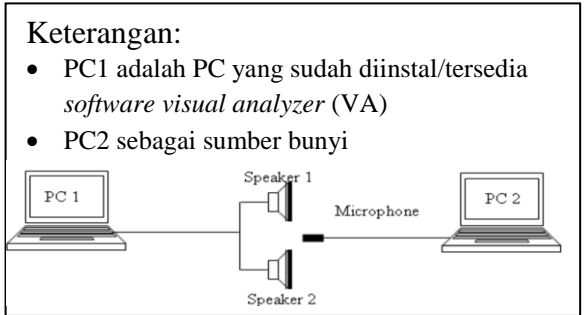 Keterangan:
• PC1 adalah PC yang sudah diinstal/tersedia
software visual analyzer (VA)
• PC2 sebagai sumber bunyi
Speaker 1
PC 1
Microphone
PC 2
Speaker 2